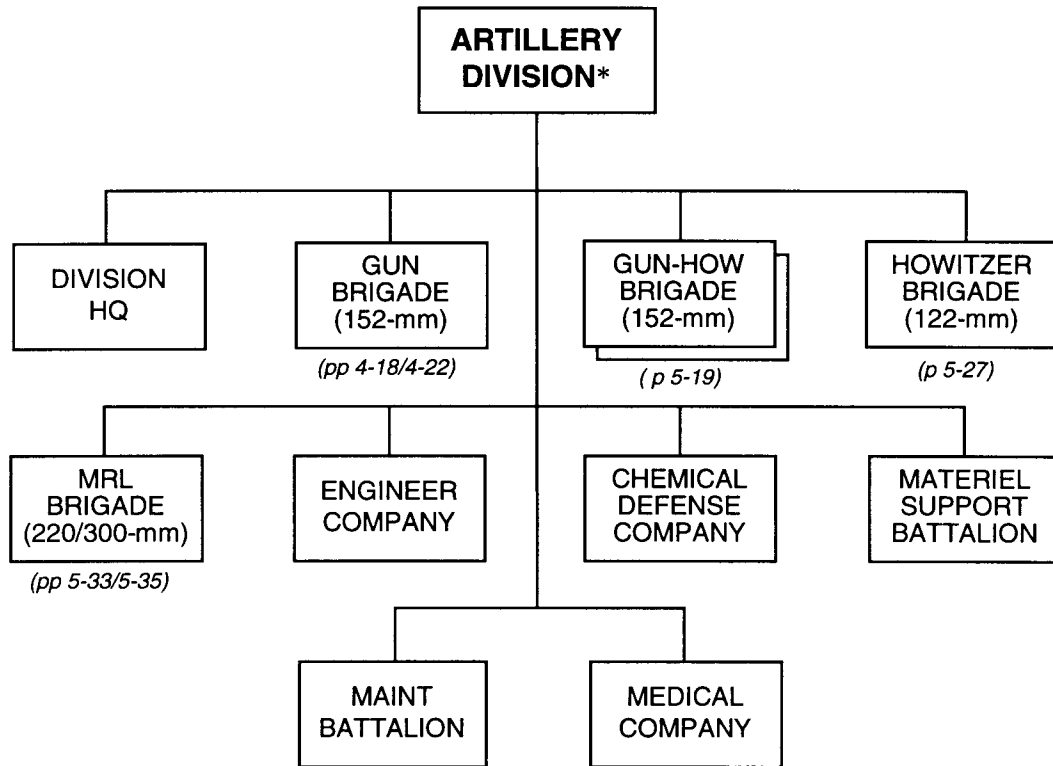 ARTILLERY
DIVISION*
DIVISION
HQ
GUN
BRIGADE
(152-mm)
(pp 4-18/4-22)
GUN-HOW
BRIGADE
(152-mm)
( p 5-19)
HOWITZER
BRIGADE
(122-mm)
(p 5-27)
MRL
BRIGADE
(220/300-mm)
(pp 5-33/5-35)
ENGINEER
COMPANY
CHEMICAL
DEFENSE
COMPANY
MATERIEL
SUPPORT
BATTALION
MAINT
BATTALION
MEDICAL
COMPANY